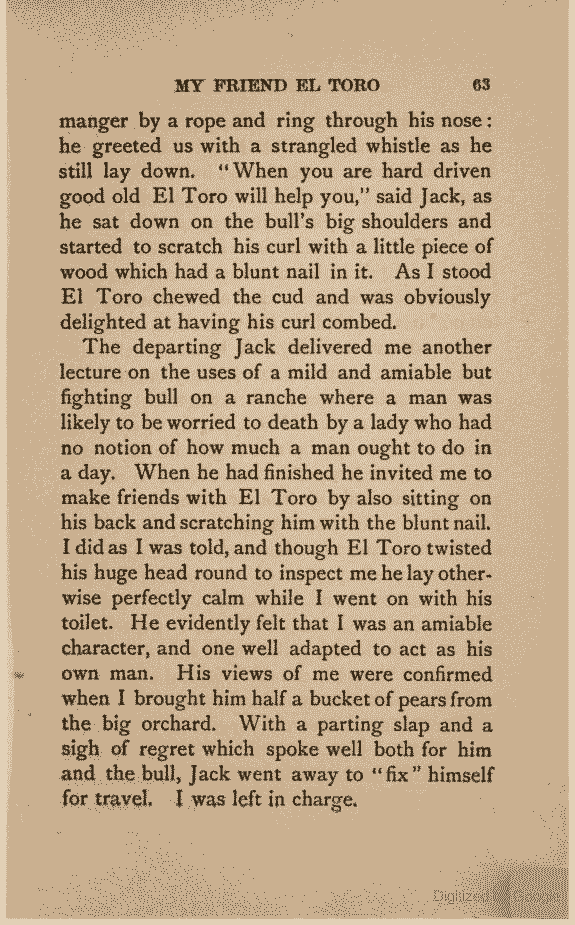 MY FRIEND EL TORO 63
manger by a rope and ring through his nose:
he greeted us with a strangled whistle as he
still lay down. "When you are hard driven
good old El Toro will help you," said Jack, as
he sat down on the bull's big shoulders and
started to scratch his curl with a little piece of
wood which had a blunt nail in it. As I stood
El Toro chewed the cud and was obviously
delighted at having his curl combed.
The departing Jack delivered me another
lecture on the uses of a mild and amiable but
fighting bull on a ranche where a man was
likely to be worried to death by a lady who had
no notion of how much a man ought to do in
a day. When he had finished he invited me to
make friends with El Toro by also sitting on
his back and scratching him with the blunt nail.
I did as I was told, and though El Toro twisted
his huge head round to inspect me he lay other-
wise perfectly calm while I went on with his
toilet. He evidently felt that I was an amiable
character, and one well adapted to act as his
own man. His views of me were confirmed
when I brought him half a bucket of pears from
the big orchard. With a parting slap and a
sigh of regret which spoke well both for him
and the bull, Jack went away to "fix" himself
for travel. I was left in charge.
Digitized by Google